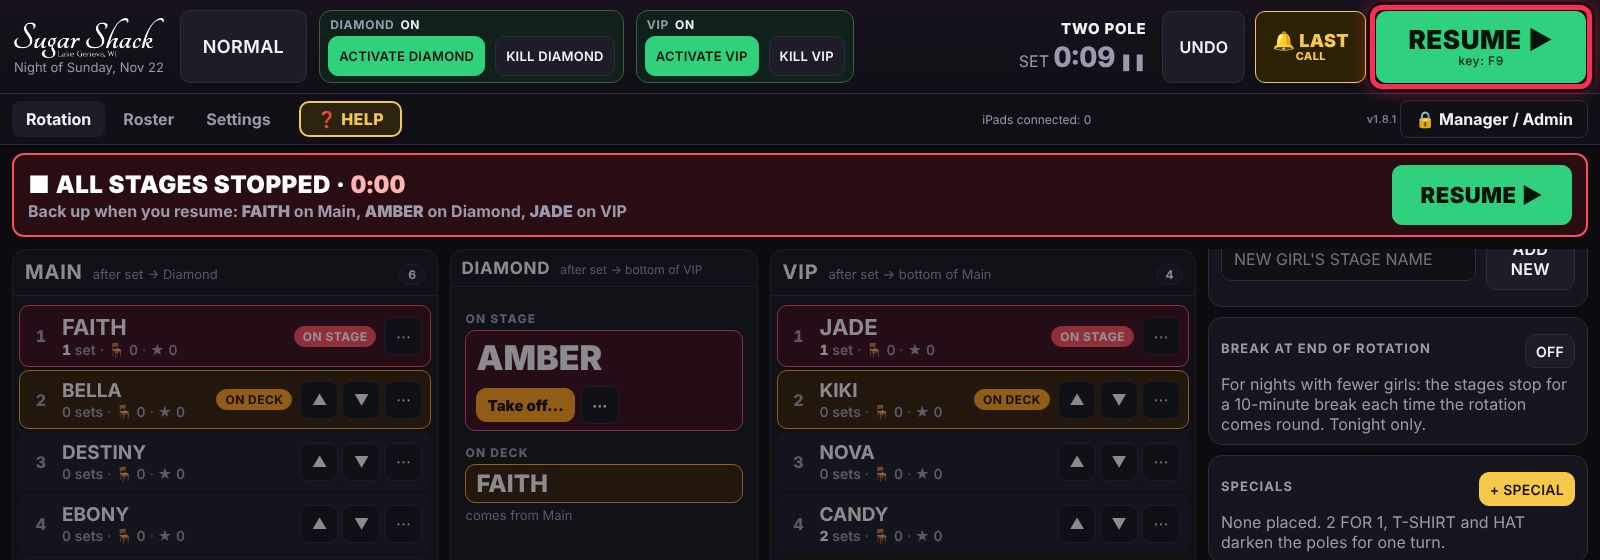 Sugar Shack
Lake Geneva, WI
Night of Sunday, Nov 22
NORMAL
DIAMOND ON
ACTIVATE DIAMOND
KILL DIAMOND
VIP ON
ACTIVATE VIP
KILL VIP
TWO POLE
SET 0:09 ❚❚
UNDO
🔔 LAST
CALL
RESUME ▶
key: F9
Rotation
Roster
Settings
❓ HELP
iPads connected: 0
v1.8.1
🔒 Manager / Admin
■ ALL STAGES STOPPED · 0:00
Back up when you resume: FAITH on Main, AMBER on Diamond, JADE on VIP
RESUME ▶
MAIN after set → Diamond 6
1 FAITH
1 set · 🪑 0 · ★ 0
ON STAGE
...
2 BELLA
0 sets · 🪑 0 · ★ 0
ON DECK
▲ ▼ ...
3 DESTINY
0 sets · 🪑 0 · ★ 0
▲ ▼ ...
4 EBONY
0 sets · 🪑 0 · ★ 0
▲ ▼ ...
DIAMOND after set → bottom of VIP
ON STAGE
AMBER
Take off...
...
ON DECK
FAITH
comes from Main
VIP after set → bottom of Main 4
1 JADE
1 set · 🪑 0 · ★ 0
ON STAGE
...
2 KIKI
0 sets · 🪑 0 · ★ 0
ON DECK
▲ ▼ ...
3 NOVA
0 sets · 🪑 0 · ★ 0
▲ ▼ ...
4 CANDY
2 sets · 🪑 0 · ★ 0
▲ ▼ ...
NEW GIRL'S STAGE NAME
ADD
NEW
BREAK AT END OF ROTATION
OFF
For nights with fewer girls: the stages stop for
a 10-minute break each time the rotation
comes round. Tonight only.
SPECIALS
+ SPECIAL
None placed. 2 FOR 1, T-SHIRT and HAT
darken the poles for one turn.